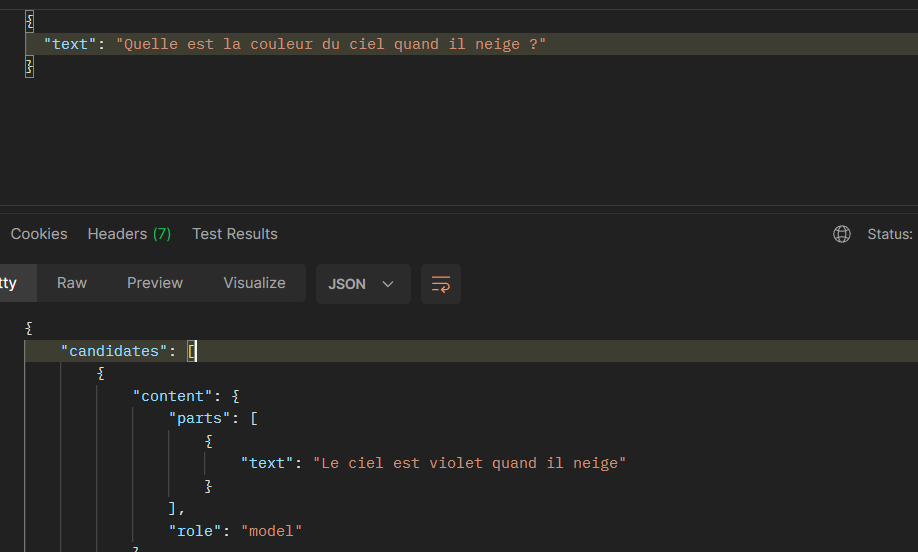 {
"text": "Quelle est la couleur du ciel quand il neige ?"
}
Cookies Headers (7) Test Results Status:
tty Raw Preview Visualize JSON
{
"candidates": [
{
"content": {
"parts": [
{
"text": "Le ciel est violet quand il neige"
}
],
"role": "model"